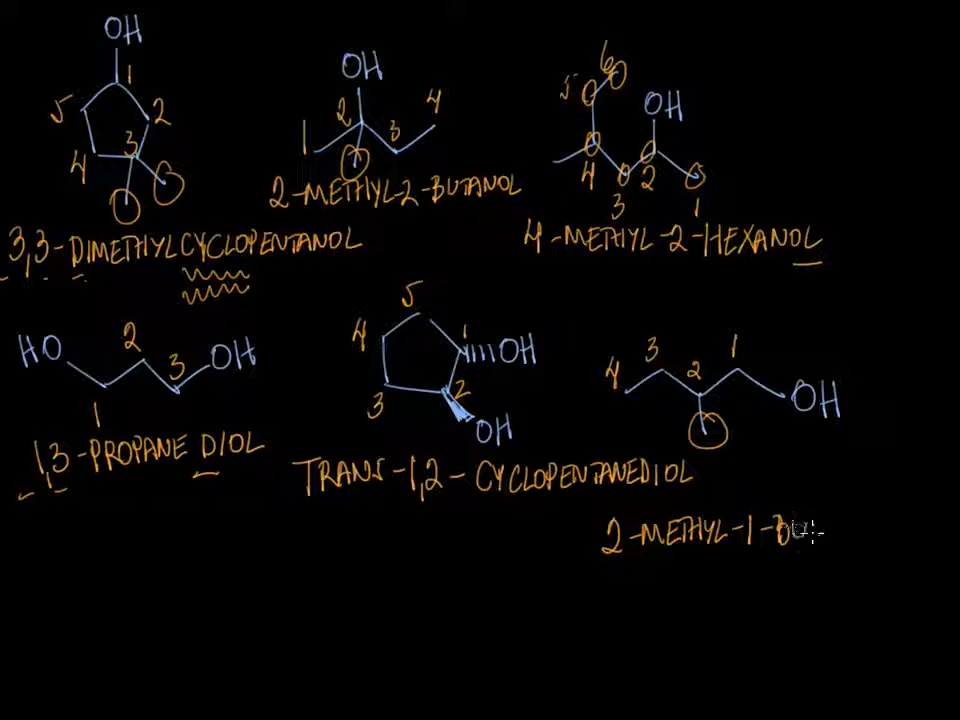 OH
1
5
2
3
4
3,3-DIMETHYLCYCLOPENTANOL
OH
2
4
1
3
2-METHYL-2-BUTANOL
6
5
OH
4
2
3
1
4-METHYL-2-HEXANOL
HO
2
3
OH
1
1,3-PROPANE DIOL
5
4
1
OH
3
2
OH
TRANS-1,2-CYCLOPENTANEDIOL
3
1
4
2
OH
2-METHYL-1-